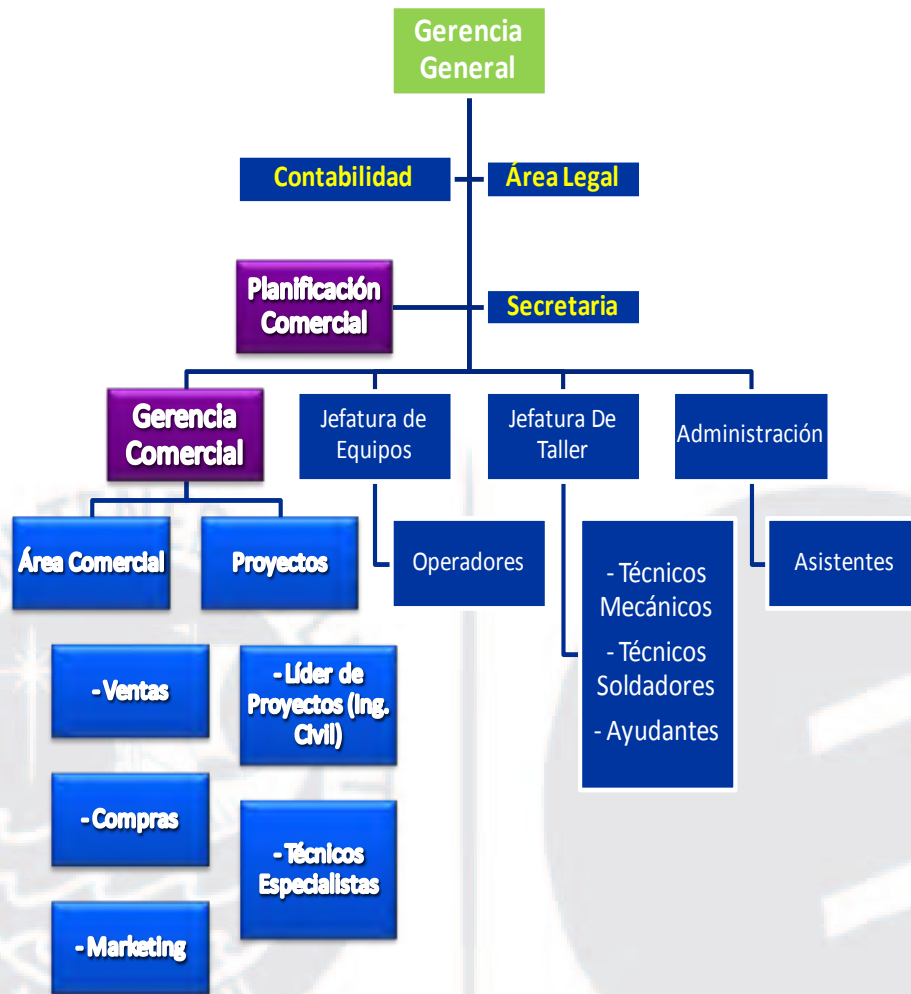 Gerencia
General
Contabilidad
Área Legal
Planificación
Comercial
Secretaria
Gerencia
Comercial
Jefatura de
Equipos
Jefatura De
Taller
Administración
Área Comercial
Proyectos
Operadores
- Técnicos
Mecánicos
- Técnicos
Soldadores
- Ayudantes
Asistentes
- Ventas
- Líder de
Proyectos (Ing.
Civil)
- Compras
- Técnicos
Especialistas
- Marketing